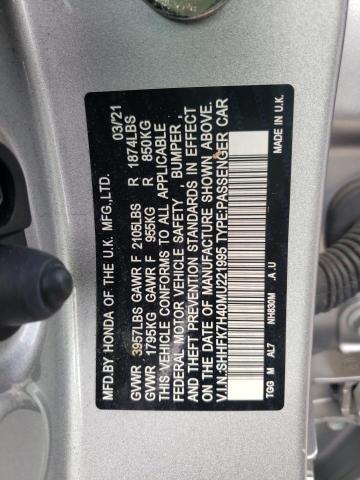 MFD.BY HONDA OF THE U.K. MFG.,LTD. 03/21
GVWR 3957LBS GAWR F 2105LBS R 1874LBS
GVWR 1795KG GAWR F 955KG R 850KG
THIS VEHICLE CONFORMS TO ALL APPLICABLE
FEDERAL MOTOR VEHICLE SAFETY , BUMPER ,
AND THEFT PREVENTION STANDARDS IN EFFECT
ON THE DATE OF MANUFACTURE SHOWN ABOVE.
V.I.N.:SHHFK7H40MU221995 TYPE:PASSENGER CAR
TGG M AL7 NH830M A.U MADE IN U.K.